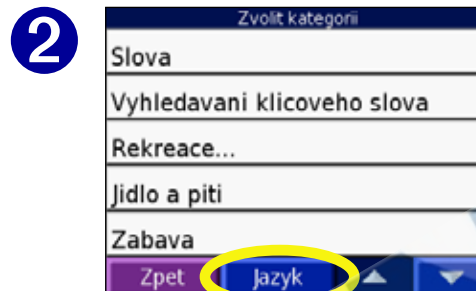 2
Zvolit kategorii
Slova
Vyhledavani klicoveho slova
Rekreace...
Jidlo a piti
Zabava
Zpet Jazyk